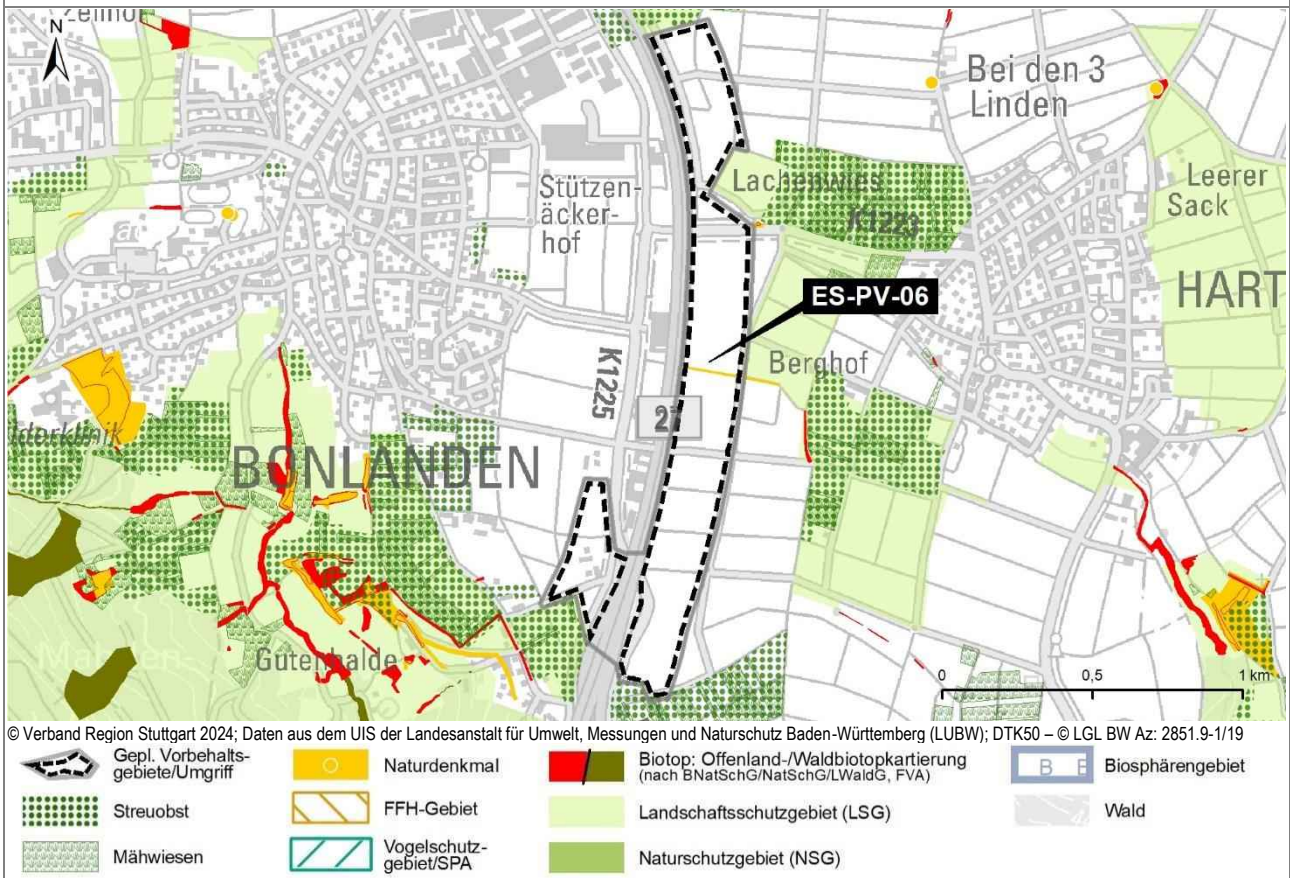 Zellhof
N
Bei den 3
Linden
Stützen-
äcker-
hof
Lachenwies
Leerer
Sack
K1223
HART
ES-PV-06
Berghof
K1225
27
BONLANDEN
Gutenhalde
0 0,5 1 km
© Verband Region Stuttgart 2024; Daten aus dem UIS der Landesanstalt für Umwelt, Messungen und Naturschutz Baden-Württemberg (LUBW); DTK50 – © LGL BW Az: 2851.9-1/19
Gepl. Vorbehalts-
gebiete/Umgriff
Naturdenkmal
Biotop: Offenland-/Waldbiotopkartierung
(nach BNatSchG/NatSchG/LWaldG, FVA)
B B
Biosphärengebiet
Streuobst
FFH-Gebiet
Landschaftsschutzgebiet (LSG)
Wald
Mähwiesen
Vogelschutz-
gebiet/SPA
Naturschutzgebiet (NSG)